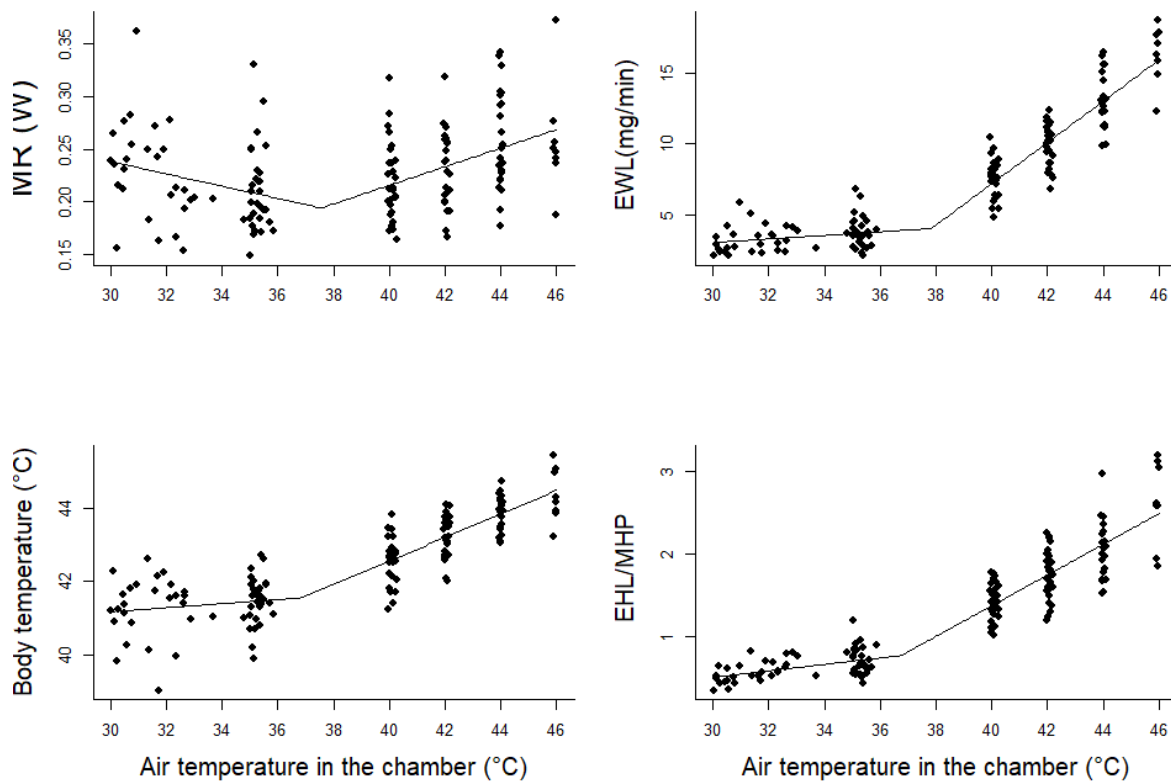 MR (W)
0.35
0.30
0.25
0.20
0.15
30 32 34 36 38 40 42 44 46
EWL(mg/min)
15
10
5
30 32 34 36 38 40 42 44 46
Body temperature (°C)
44
42
40
30 32 34 36 38 40 42 44 46
Air temperature in the chamber (°C)
EHL/MHP
3
2
1
30 32 34 36 38 40 42 44 46
Air temperature in the chamber (°C)